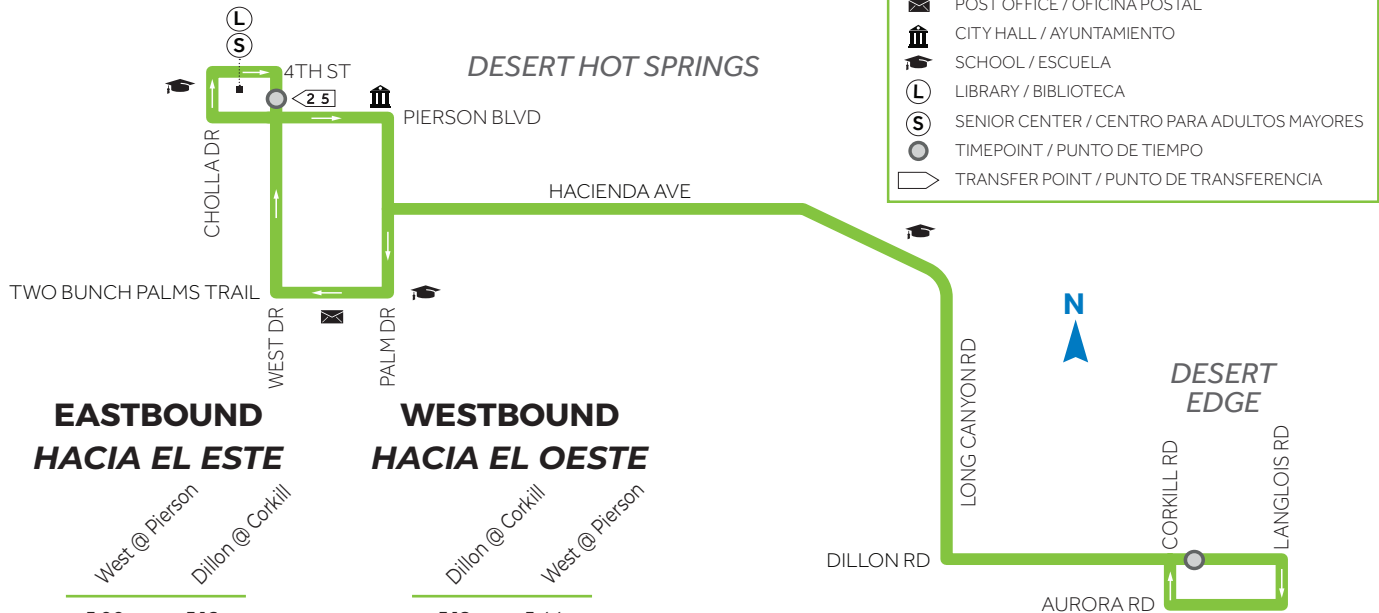 POST OFFICE / OFICINA POSTAL
CITY HALL / AYUNTAMIENTO
SCHOOL / ESCUELA
L LIBRARY / BIBLIOTECA
S SENIOR CENTER / CENTRO PARA ADULTOS MAYORES
TIMEPOINT / PUNTO DE TIEMPO
TRANSFER POINT / PUNTO DE TRANSFERENCIA
L
S
4TH ST
2 5
DESERT HOT SPRINGS
PIERSON BLVD
CHOLLA DR
HACIENDA AVE
TWO BUNCH PALMS TRAIL
WEST DR
PALM DR
N
LONG CANYON RD
DESERT
EDGE
CORKILL RD
LANGLOIS RD
DILLON RD
AURORA RD
EASTBOUND
HACIA EL ESTE
West @ Pierson
Dillon @ Corkill
WESTBOUND
HACIA EL OESTE
Dillon @ Corkill
West @ Pierson